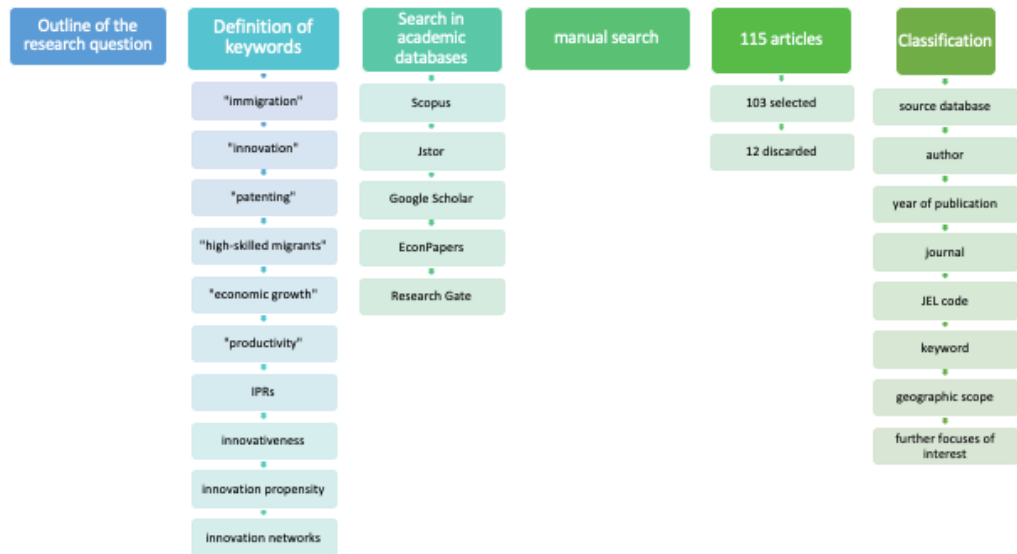 Outline of the
research question
Definition of
keywords
"immigration"
"innovation"
"patenting"
"high-skilled migrants"
"economic growth"
"productivity"
IPRs
innovativeness
innovation propensity
innovation networks
Search in
academic
databases
Scopus
Jstor
Google Scholar
EconPapers
Research Gate
manual search
115 articles
103 selected
12 discarded
Classification
source database
author
year of publication
journal
JEL code
keyword
geographic scope
further focuses of
interest